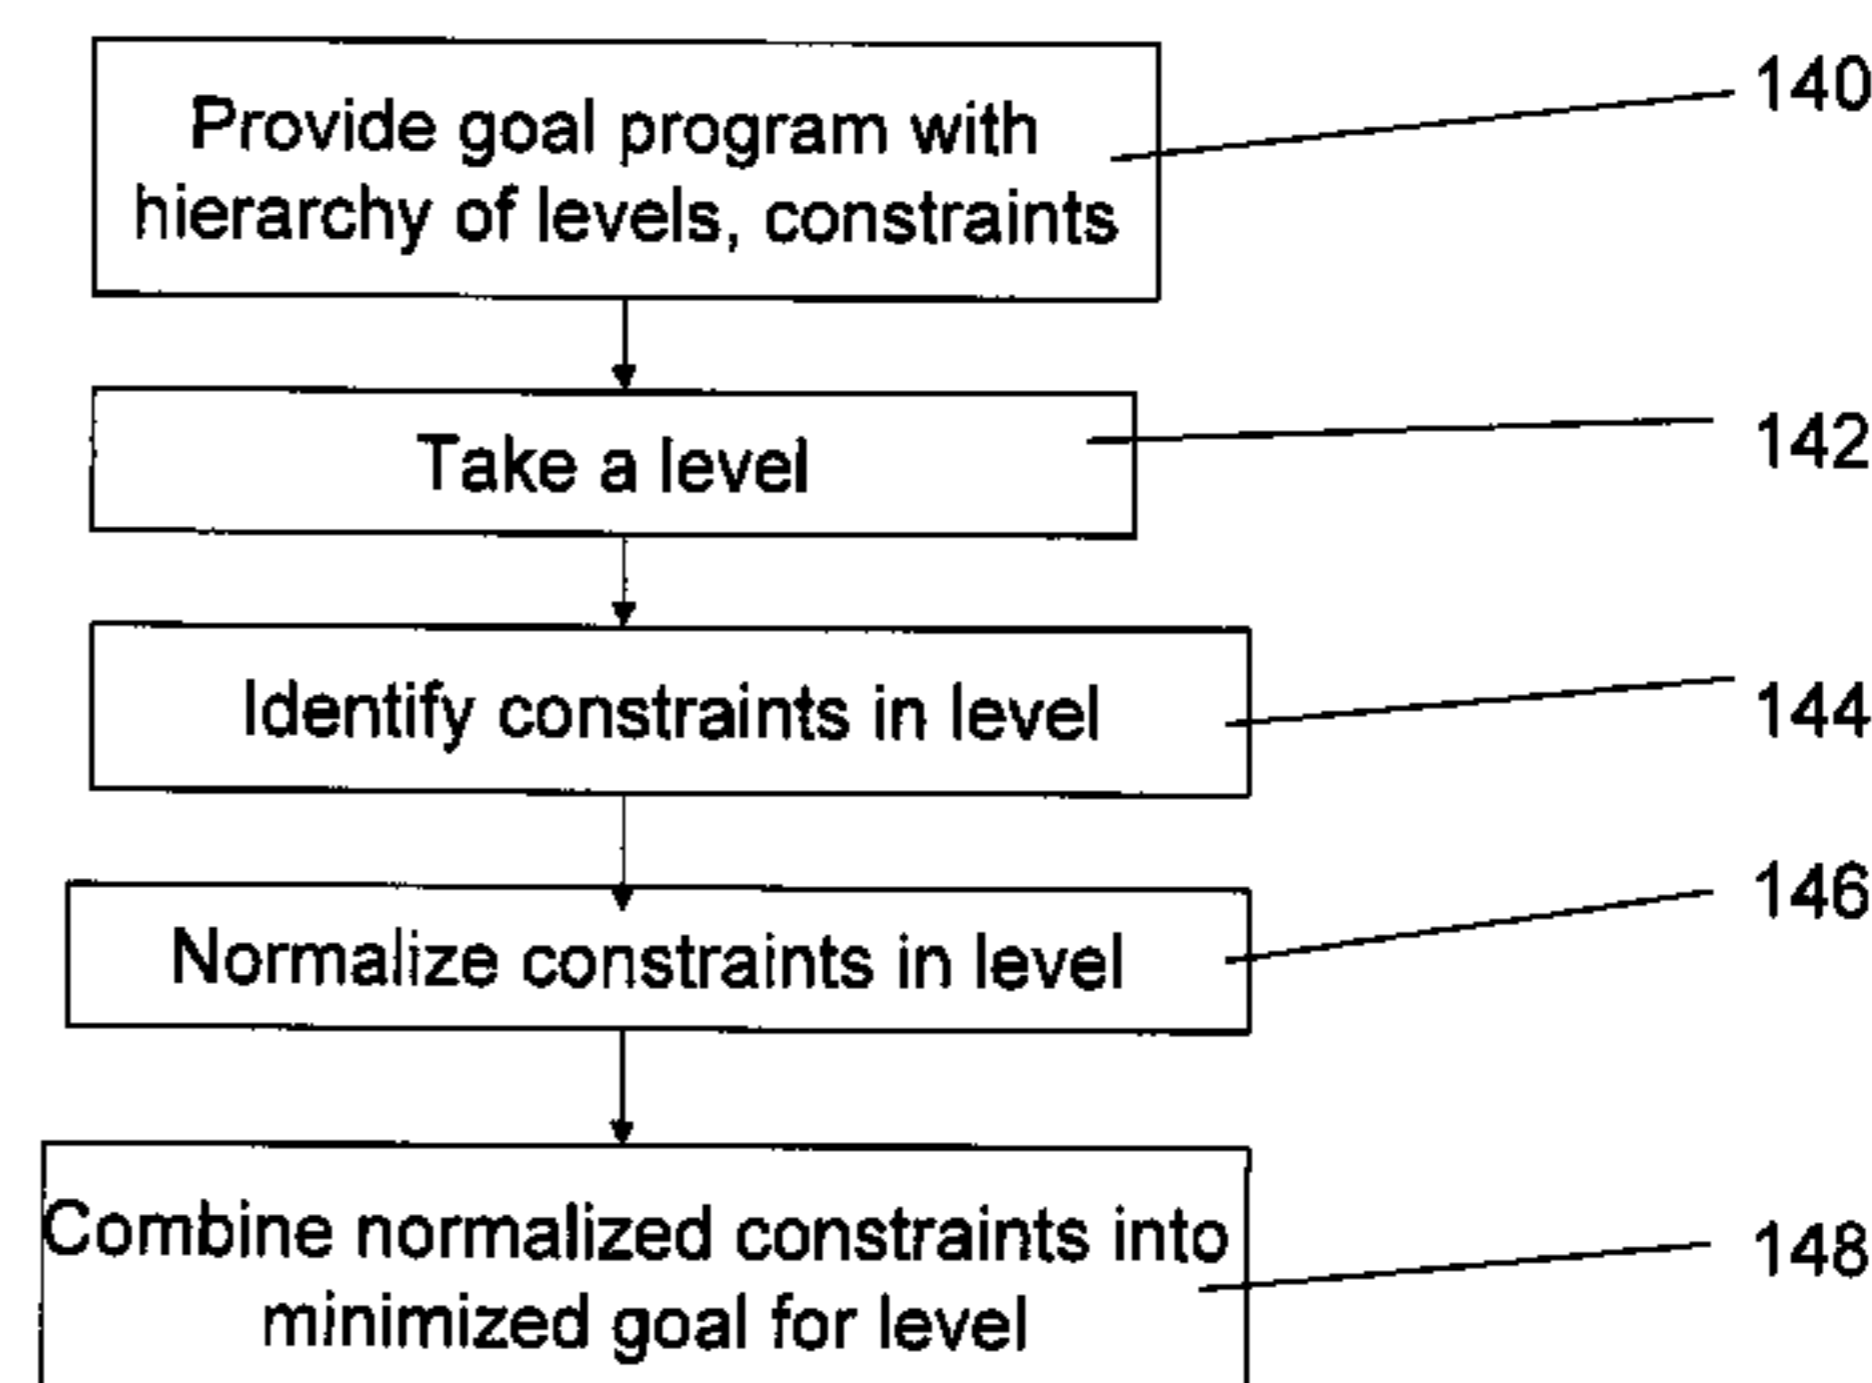 Provide goal program with
hierarchy of levels, constraints
140
Take a level
142
Identify constraints in level
144
Normalize constraints in level
146
Combine normalized constraints into
minimized goal for level
148